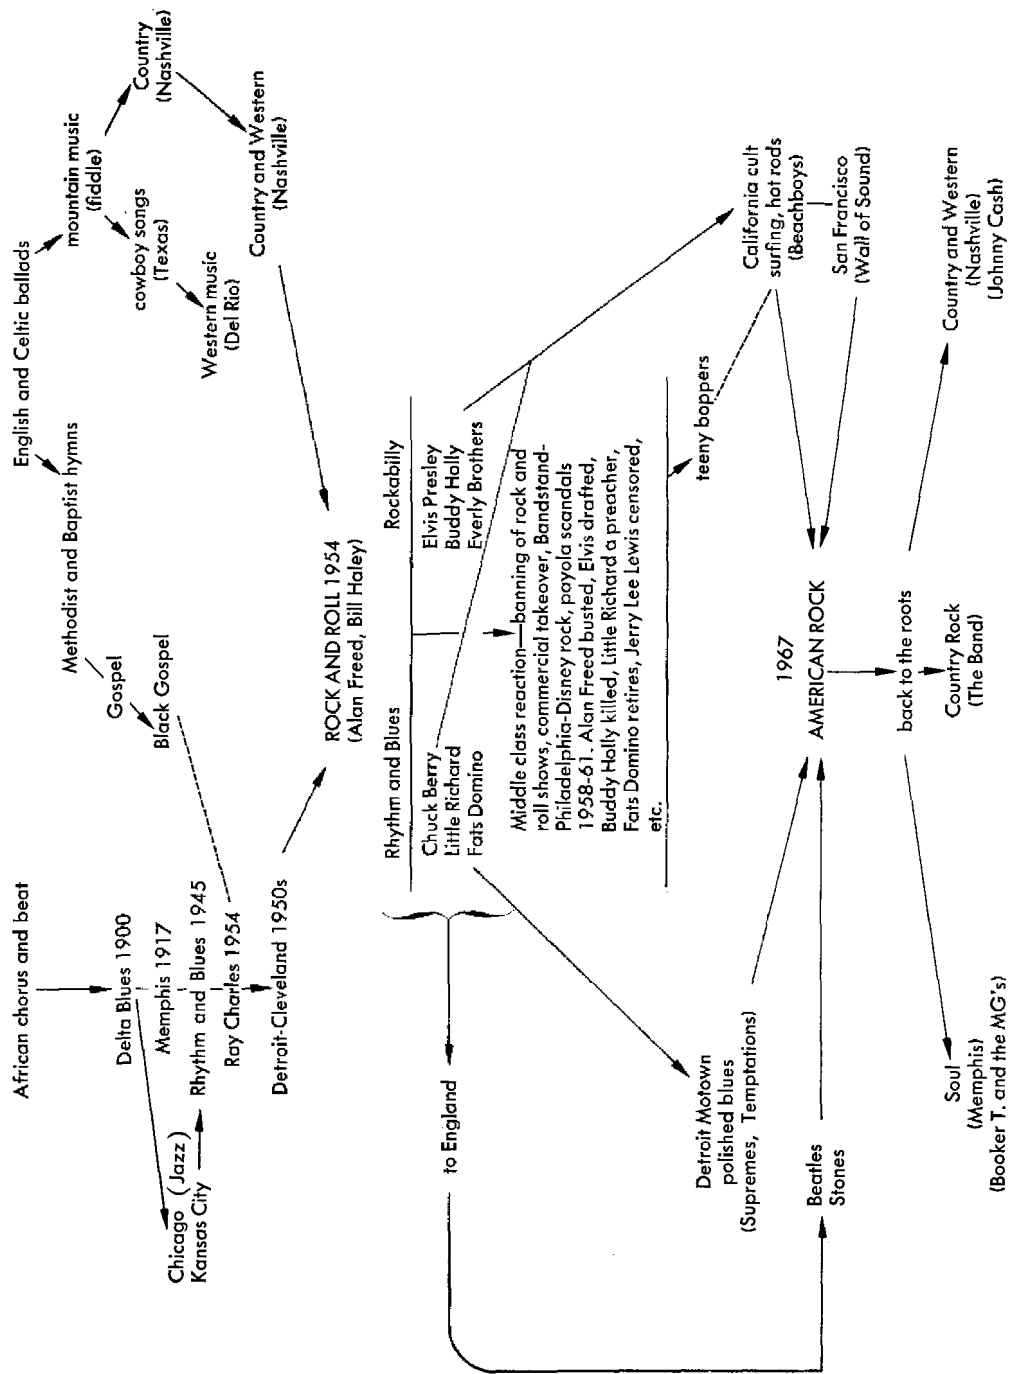 African chorus and beat
English and Celtic ballads
Methodist and Baptist hymns
mountain music
(fiddle)
Gospel
Delta Blues 1900
cowboy songs
(Texas)
Country
(Nashville)
Memphis 1917
Black Gospel
Chicago (Jazz)
Kansas City
Rhythm and Blues 1945
Western music
(Del Rio)
Ray Charles 1954
Country and Western
(Nashville)
Detroit-Cleveland 1950s
ROCK AND ROLL 1954
(Alan Freed, Bill Haley)
Rhythm and Blues
Rockabilly
Chuck Berry
Little Richard
Fats Domino
Elvis Presley
Buddy Holly
Everly Brothers
to England
Middle class reaction—banning of rock and
roll shows, commercial takeover, Bandstand-
Philadelphia-Disney rock, payola scandals
1958-61. Alan Freed busted, Elvis drafted,
Buddy Holly killed, Little Richard a preacher,
Fats Domino retires, Jerry Lee Lewis censored,
etc.
teeny boppers
Detroit Motown
polished blues
(Supremes, Temptations)
California cult
surfing, hot rods
(Beachboys)
San Francisco
(Wall of Sound)
1967
AMERICAN ROCK
Beatles
Stones
back to the roots
Soul
(Memphis)
(Booker T. and the MG's)
Country Rock
(The Band)
Country and Western
(Nashville)
(Johnny Cash)